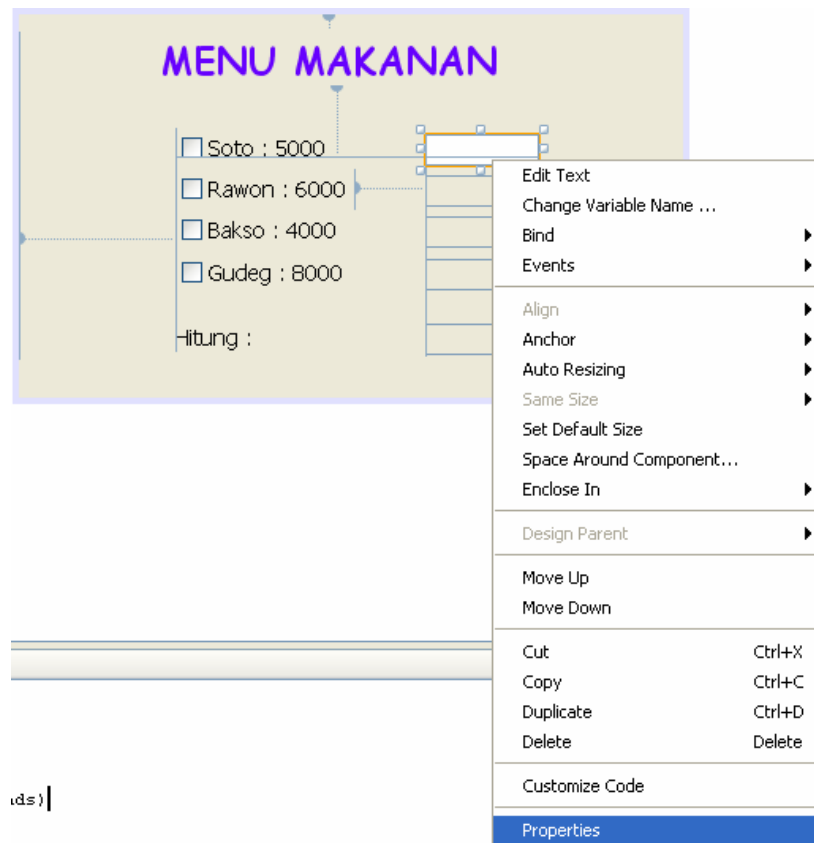 MENU MAKANAN
Soto : 5000
Rawon : 6000
Bakso : 4000
Gudeg : 8000
Hitung :
Edit Text
Change Variable Name ...
Bind
Events
Align
Anchor
Auto Resizing
Same Size
Set Default Size
Space Around Component...
Enclose In
Design Parent
Move Up
Move Down
Cut Ctrl+X
Copy Ctrl+C
Duplicate Ctrl+D
Delete Delete
Customize Code
Properties
ds)